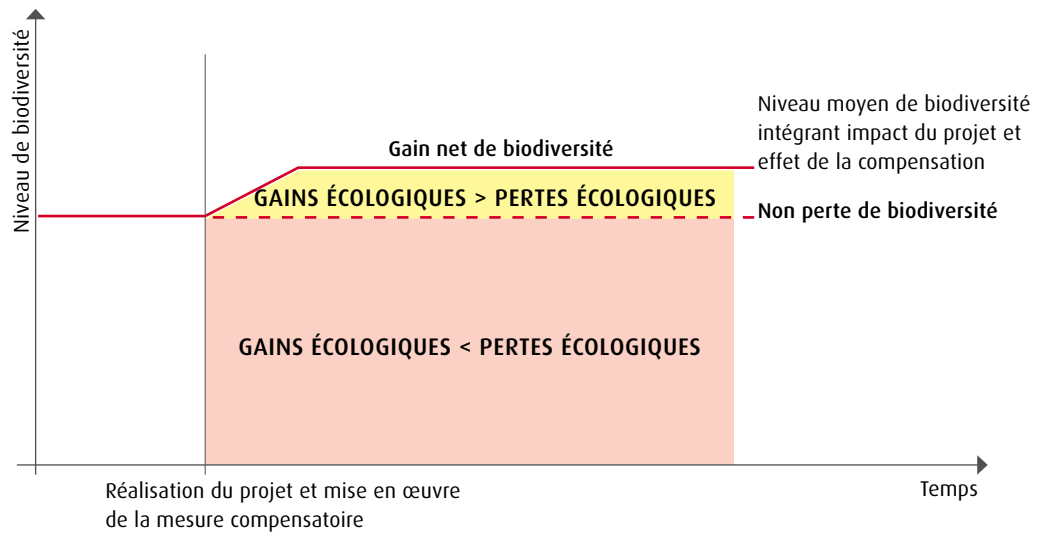 Niveau de biodiversité
Gain net de biodiversité
Niveau moyen de biodiversité
intégrant impact du projet et
effet de la compensation
GAINS ÉCOLOGIQUES > PERTES ÉCOLOGIQUES
Non perte de biodiversité
GAINS ÉCOLOGIQUES < PERTES ÉCOLOGIQUES
Réalisation du projet et mise en œuvre
de la mesure compensatoire
Temps